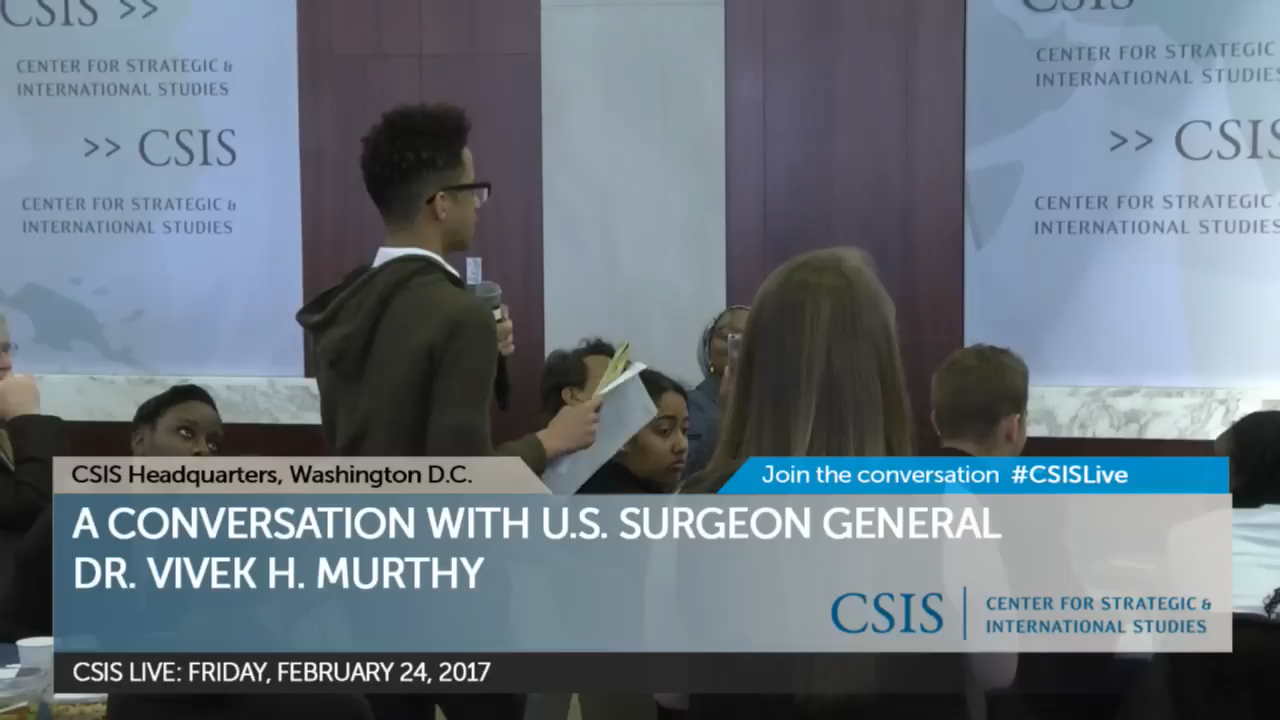 CSIS >>
CENTER FOR STRATEGIC &
INTERNATIONAL STUDIES
>> CSIS
CENTER FOR STRATEGIC &
INTERNATIONAL STUDIES
CSIS
CENTER FOR STRATEGIC
INTERNATIONAL STUDIES
>> CSIS
CENTER FOR STRATEGIC
INTERNATIONAL STUDIES
CSIS Headquarters, Washington D.C.
Join the conversation #CSISLive
A CONVERSATION WITH U.S. SURGEON GENERAL
DR. VIVEK H. MURTHY
CSIS
CENTER FOR STRATEGIC &
INTERNATIONAL STUDIES
CSIS LIVE: FRIDAY, FEBRUARY 24, 2017